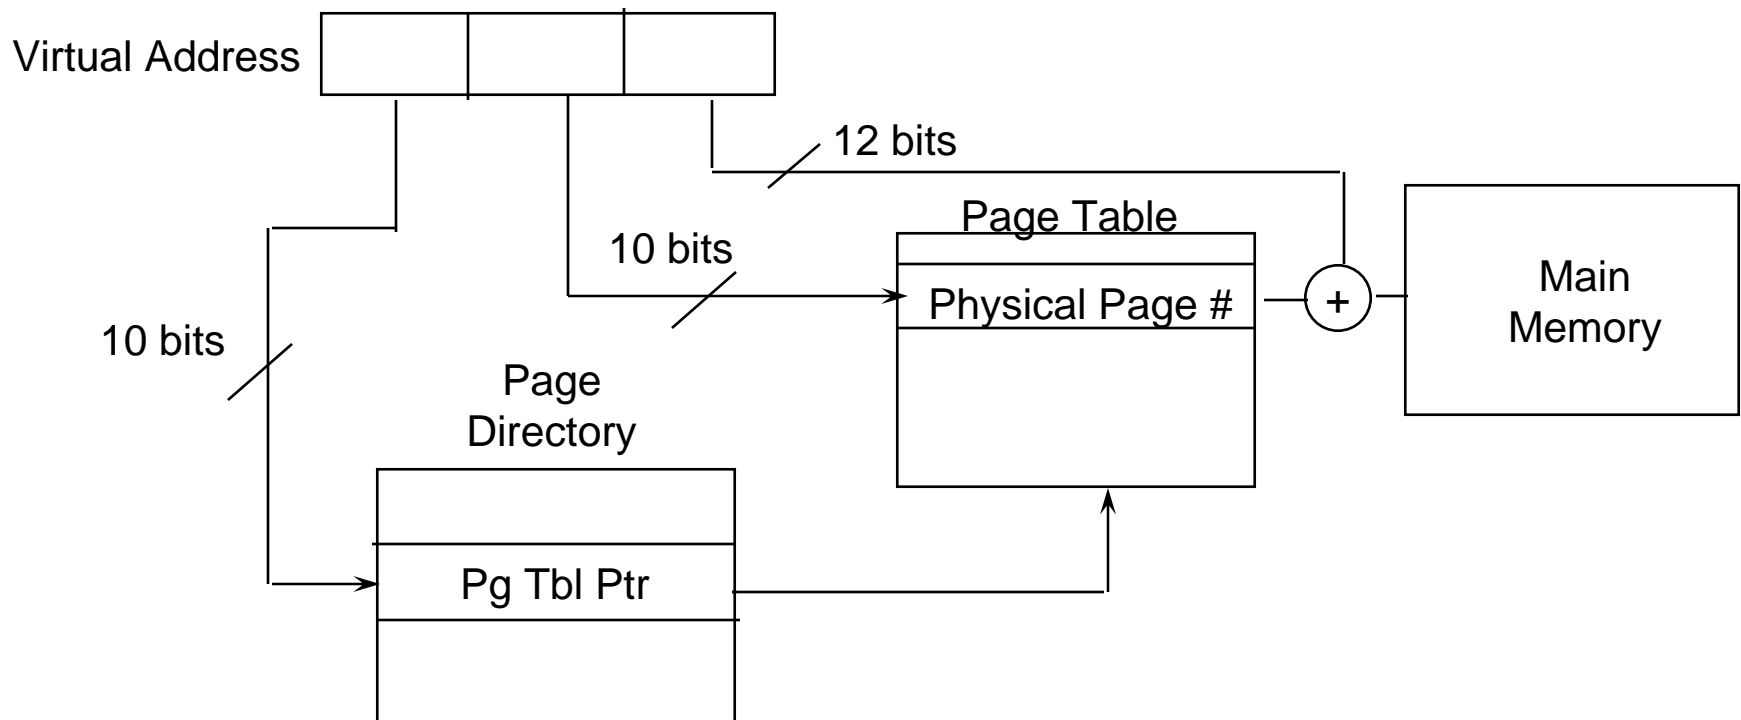 Virtual Address
12 bits
Page Table
10 bits
Physical Page #
+
Main
Memory
10 bits
Page
Directory
Pg Tbl Ptr